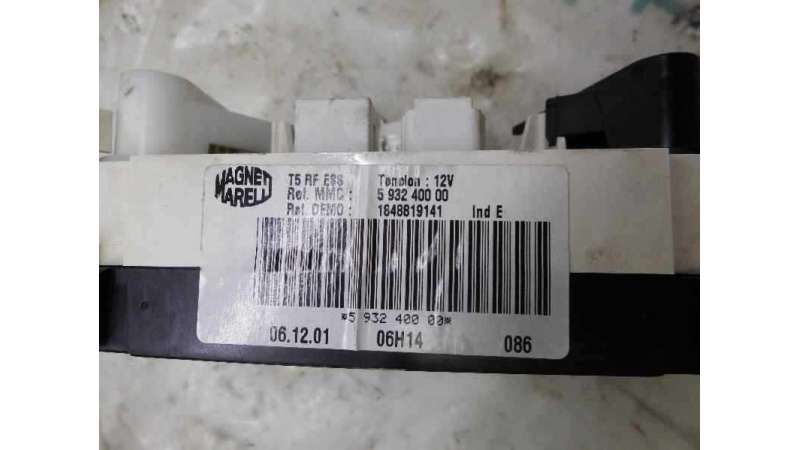 MAGNETI T5 RF ESS Tension : 12V
MARELLI Ref. MMC : 5 932 400 00
Ref. DEMO : 1848819141 Ind E
*5 932 400 00*
06.12.01 06H14 086